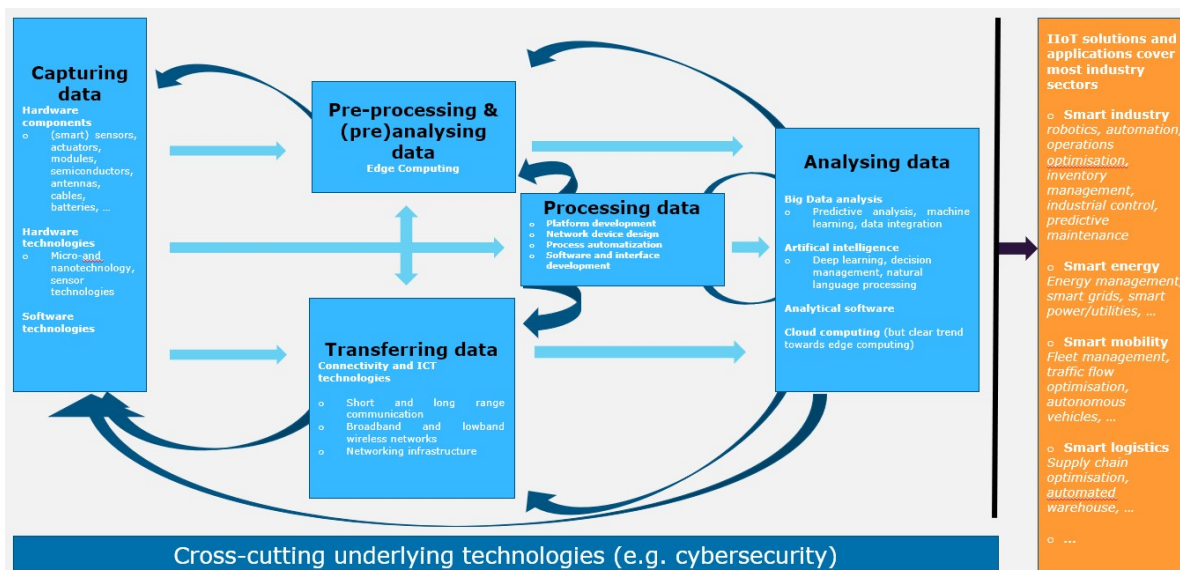 Capturing
data
Hardware
components
o (smart) sensors,
actuators,
modules,
semiconductors,
antennas,
cables,
batteries, ...
Hardware
technologies
o Micro-and
nanotechnology,
sensor
technologies
Software
technologies
Pre-processing &
(pre)analysing
data
Edge Computing
Processing data
o Platform development
o Network device design
o Process automatization
o Software and interface
development
Transferring data
Connectivity and ICT
technologies
o Short and long range
communication
o Broadband and lowband
wireless networks
o Networking infrastructure
Analysing data
Big Data analysis
o Predictive analysis, machine
learning, data integration
Artifical intelligence
o Deep learning, decision
management, natural
language processing
Analytical software
Cloud computing (but clear trend
towards edge computing)
IIoT solutions and
applications cover
most industry
sectors
o Smart industry
robotics, automation,
operations
optimisation,
inventory
management,
industrial control,
predictive
maintenance
o Smart energy
Energy management,
smart grids, smart
power/utilities, ...
o Smart mobility
Fleet management,
traffic flow
optimisation,
autonomous
vehicles, ...
o Smart logistics
Supply chain
optimisation,
automated
warehouse, ...
o ...
Cross-cutting underlying technologies (e.g. cybersecurity)